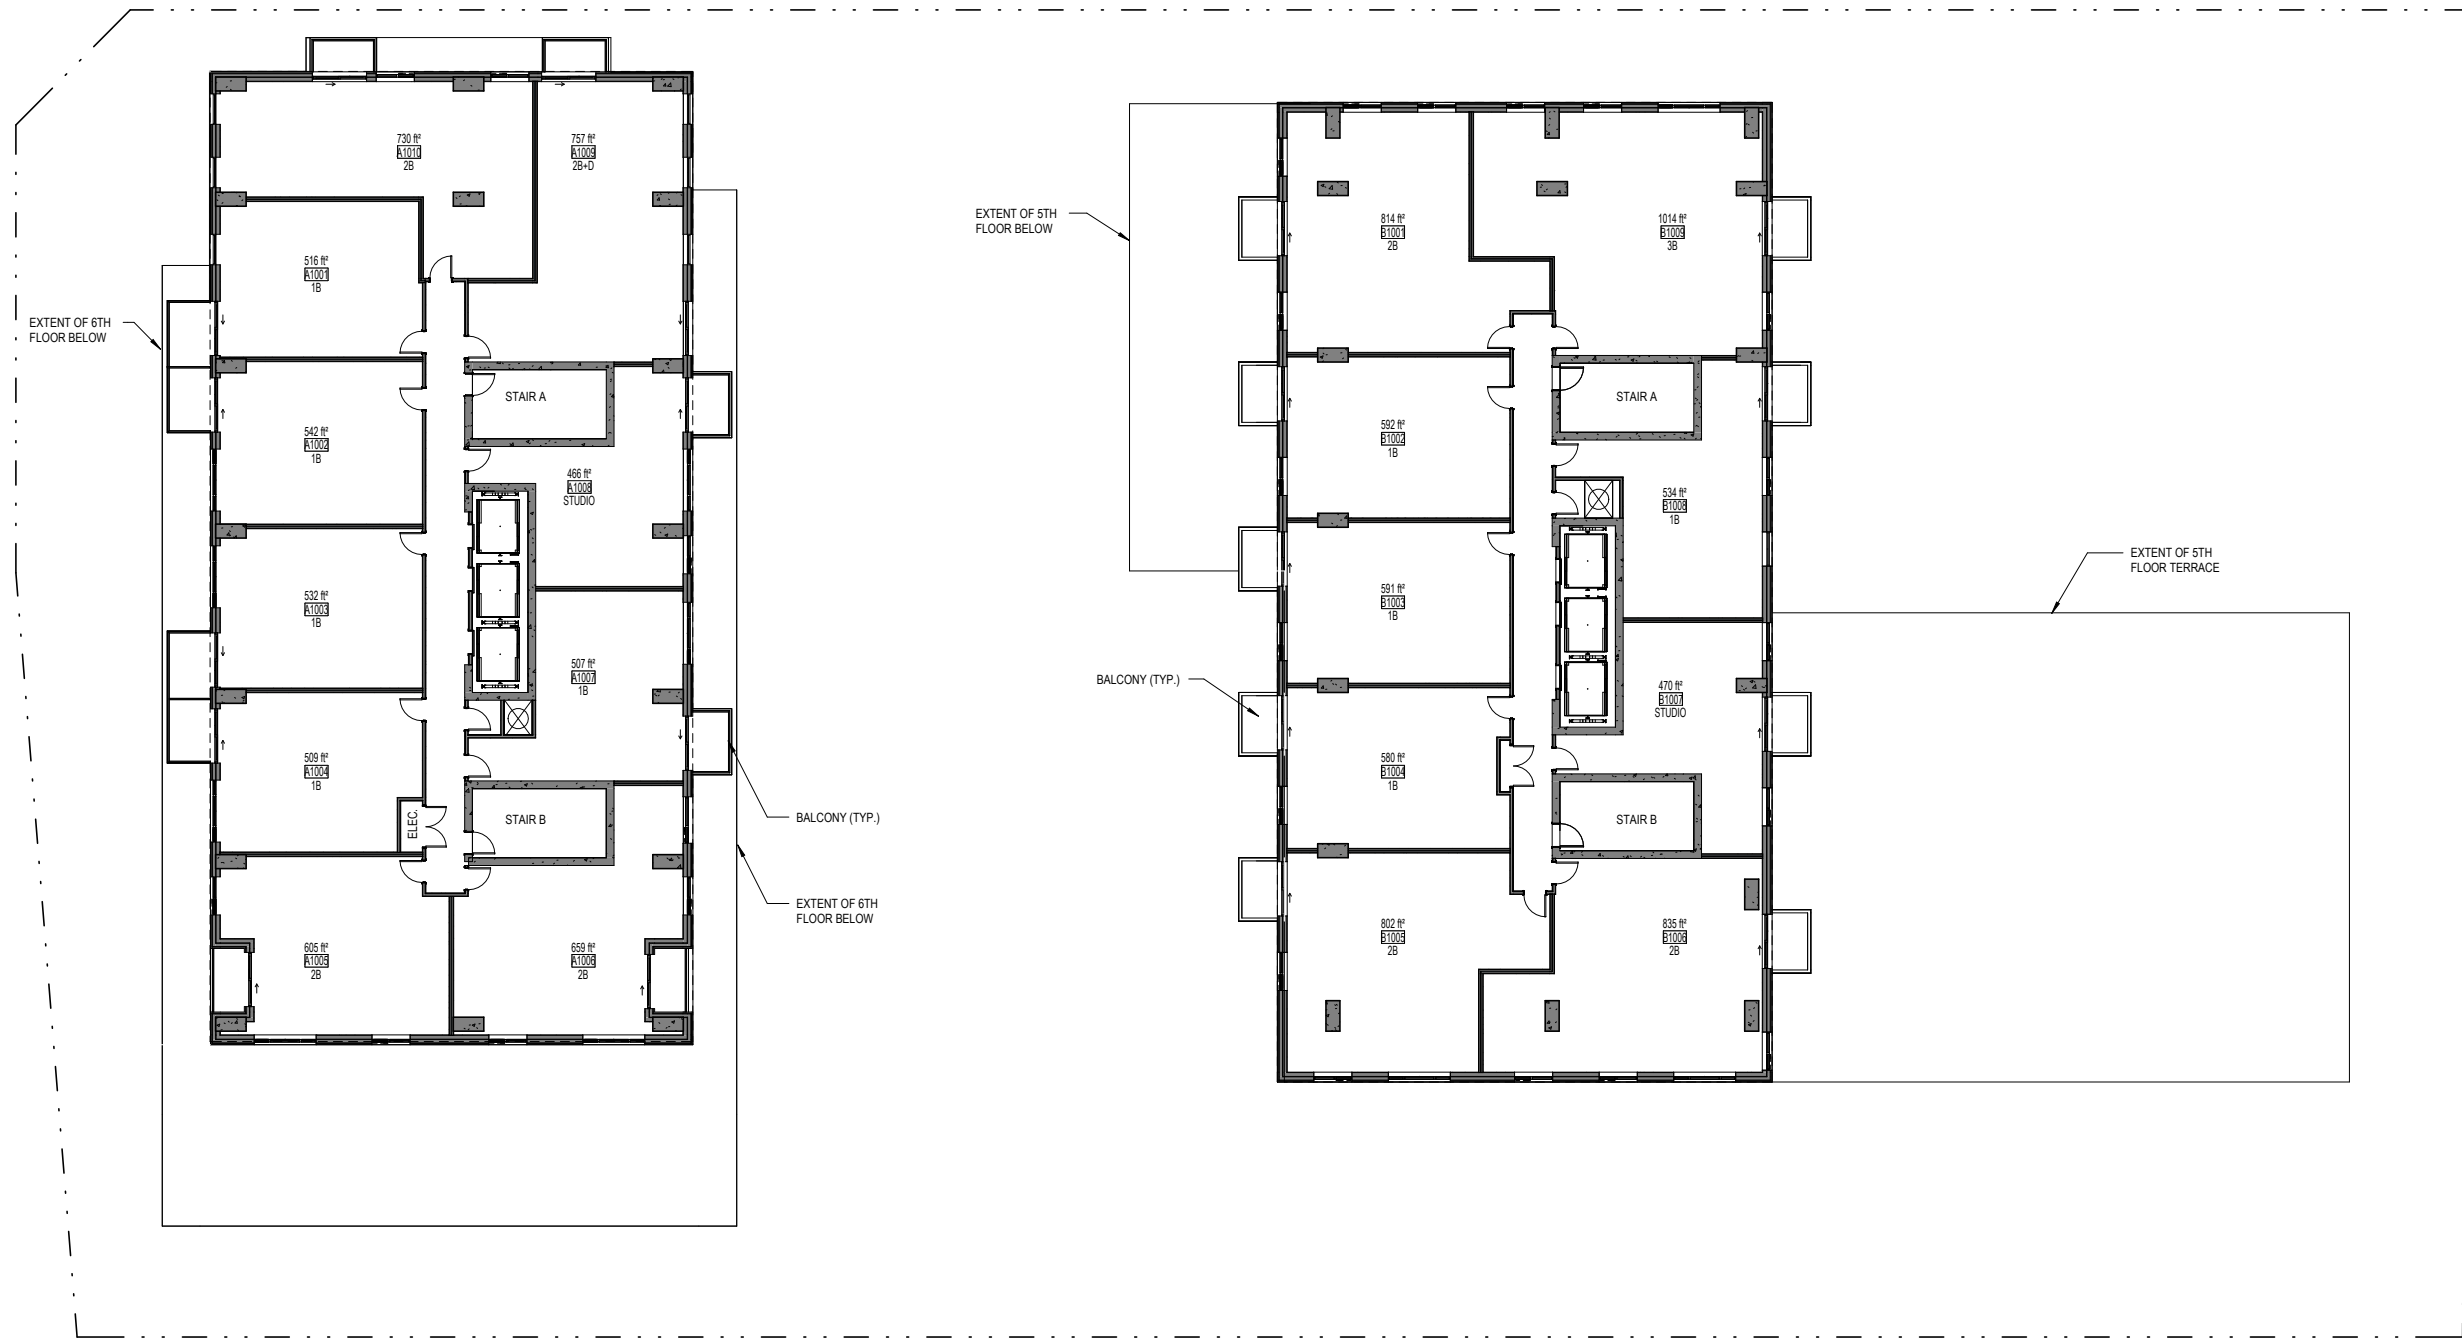 730 ft²
A1010
2B
757 ft²
A1009
2B+D
516 ft²
A1001
1B
EXTENT OF 6TH
FLOOR BELOW
STAIR A
542 ft²
A1002
1B
466 ft²
A1008
STUDIO
532 ft²
A1003
1B
507 ft²
A1007
1B
509 ft²
A1004
1B
ELEC.
STAIR B
BALCONY (TYP.)
EXTENT OF 6TH
FLOOR BELOW
605 ft²
A1005
2B
659 ft²
A1006
2B
EXTENT OF 5TH
FLOOR BELOW
814 ft²
B1001
2B
1014 ft²
B1009
3B
STAIR A
592 ft²
B1002
1B
534 ft²
B1008
1B
EXTENT OF 5TH
FLOOR TERRACE
591 ft²
B1003
1B
BALCONY (TYP.)
470 ft²
B1007
STUDIO
580 ft²
B1004
1B
STAIR B
802 ft²
B1005
2B
835 ft²
B1006
2B